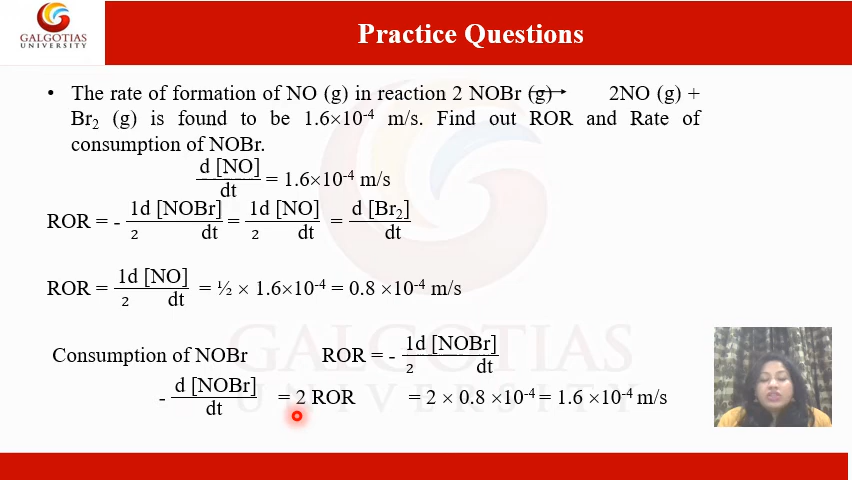 GALGOTIAS
UNIVERSITY
Practice Questions
• The rate of formation of NO (g) in reaction 2 NOBr (g) → 2NO (g) +
Br₂ (g) is found to be 1.6×10⁻⁴ m/s. Find out ROR and Rate of
consumption of NOBr.
d [NO]/dt = 1.6×10⁻⁴ m/s
ROR = - 1d [NOBr]/2 dt = 1d [NO]/2 dt = d [Br₂]/dt
ROR = 1d [NO]/2 dt = ½ × 1.6×10⁻⁴ = 0.8 ×10⁻⁴ m/s
GALGOTIAS
UNIVERSITY
Consumption of NOBr ROR = - 1d [NOBr]/2 dt
- d [NOBr]/dt = 2 ROR = 2 × 0.8 ×10⁻⁴ = 1.6 ×10⁻⁴ m/s